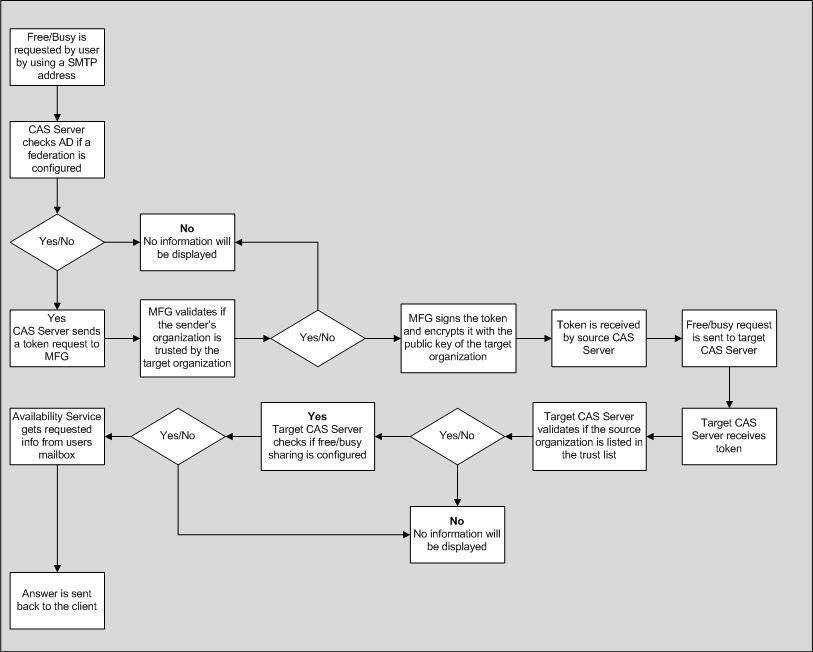 Free/Busy is
requested by user
by using a SMTP
address
CAS Server
checks AD if a
federation is
configured
Yes/No
No
No information will
be displayed
Yes
CAS Server sends
a token request to
MFG
MFG validates if
the sender's
organization is
trusted by the
target organization
Yes/No
MFG signs the token
and encrypts it with the
public key of the target
organization
Token is received
by source CAS
Server
Free/busy request
is sent to target
CAS Server
Target CAS
Server receives
token
Target CAS Server
validates if the source
organization is listed in
the trust list
Yes/No
Yes
Target CAS Server
checks if free/busy
sharing is configured
Yes/No
Availability Service
gets requested
info from users
mailbox
No
No information will
be displayed
Answer is sent
back to the client